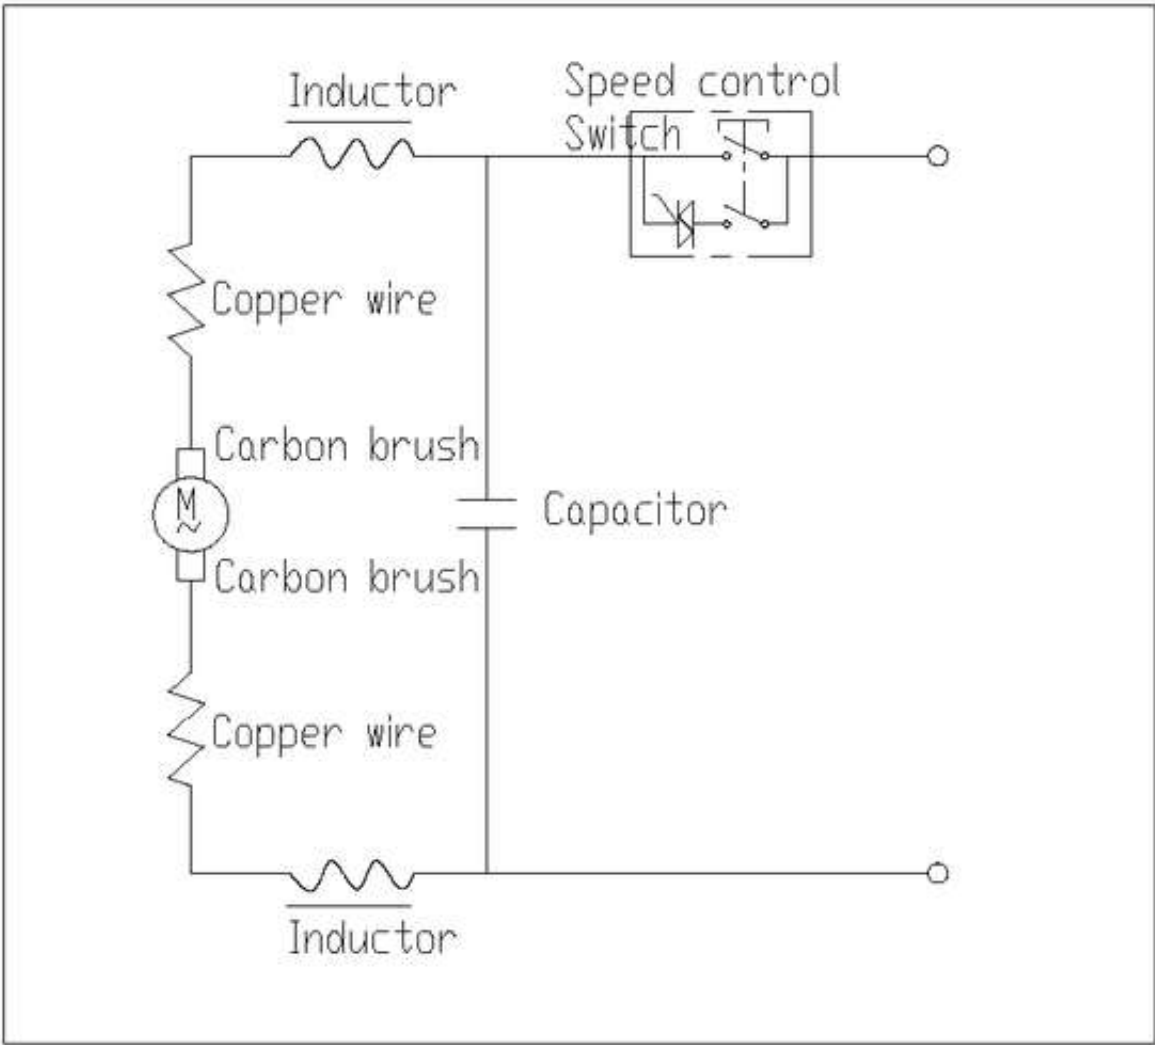 Inductor
Speed control
Switch
Copper wire
Carbon brush
M
~
Capacitor
Carbon brush
Copper wire
Inductor